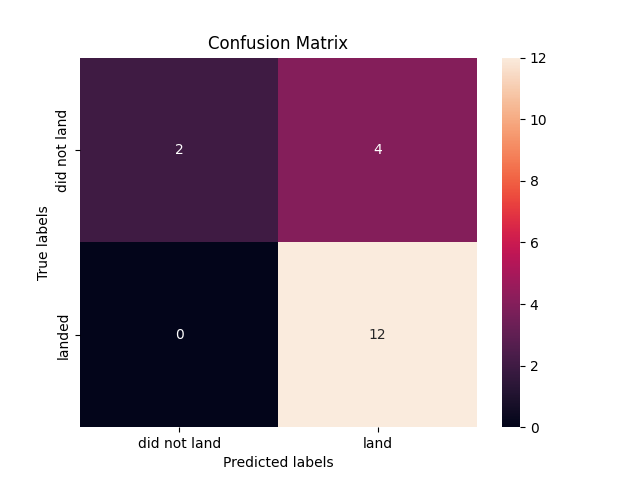 Confusion Matrix
True labels
did not land
landed
2
4
0
12
did not land
land
Predicted labels
12
10
8
6
4
2
0